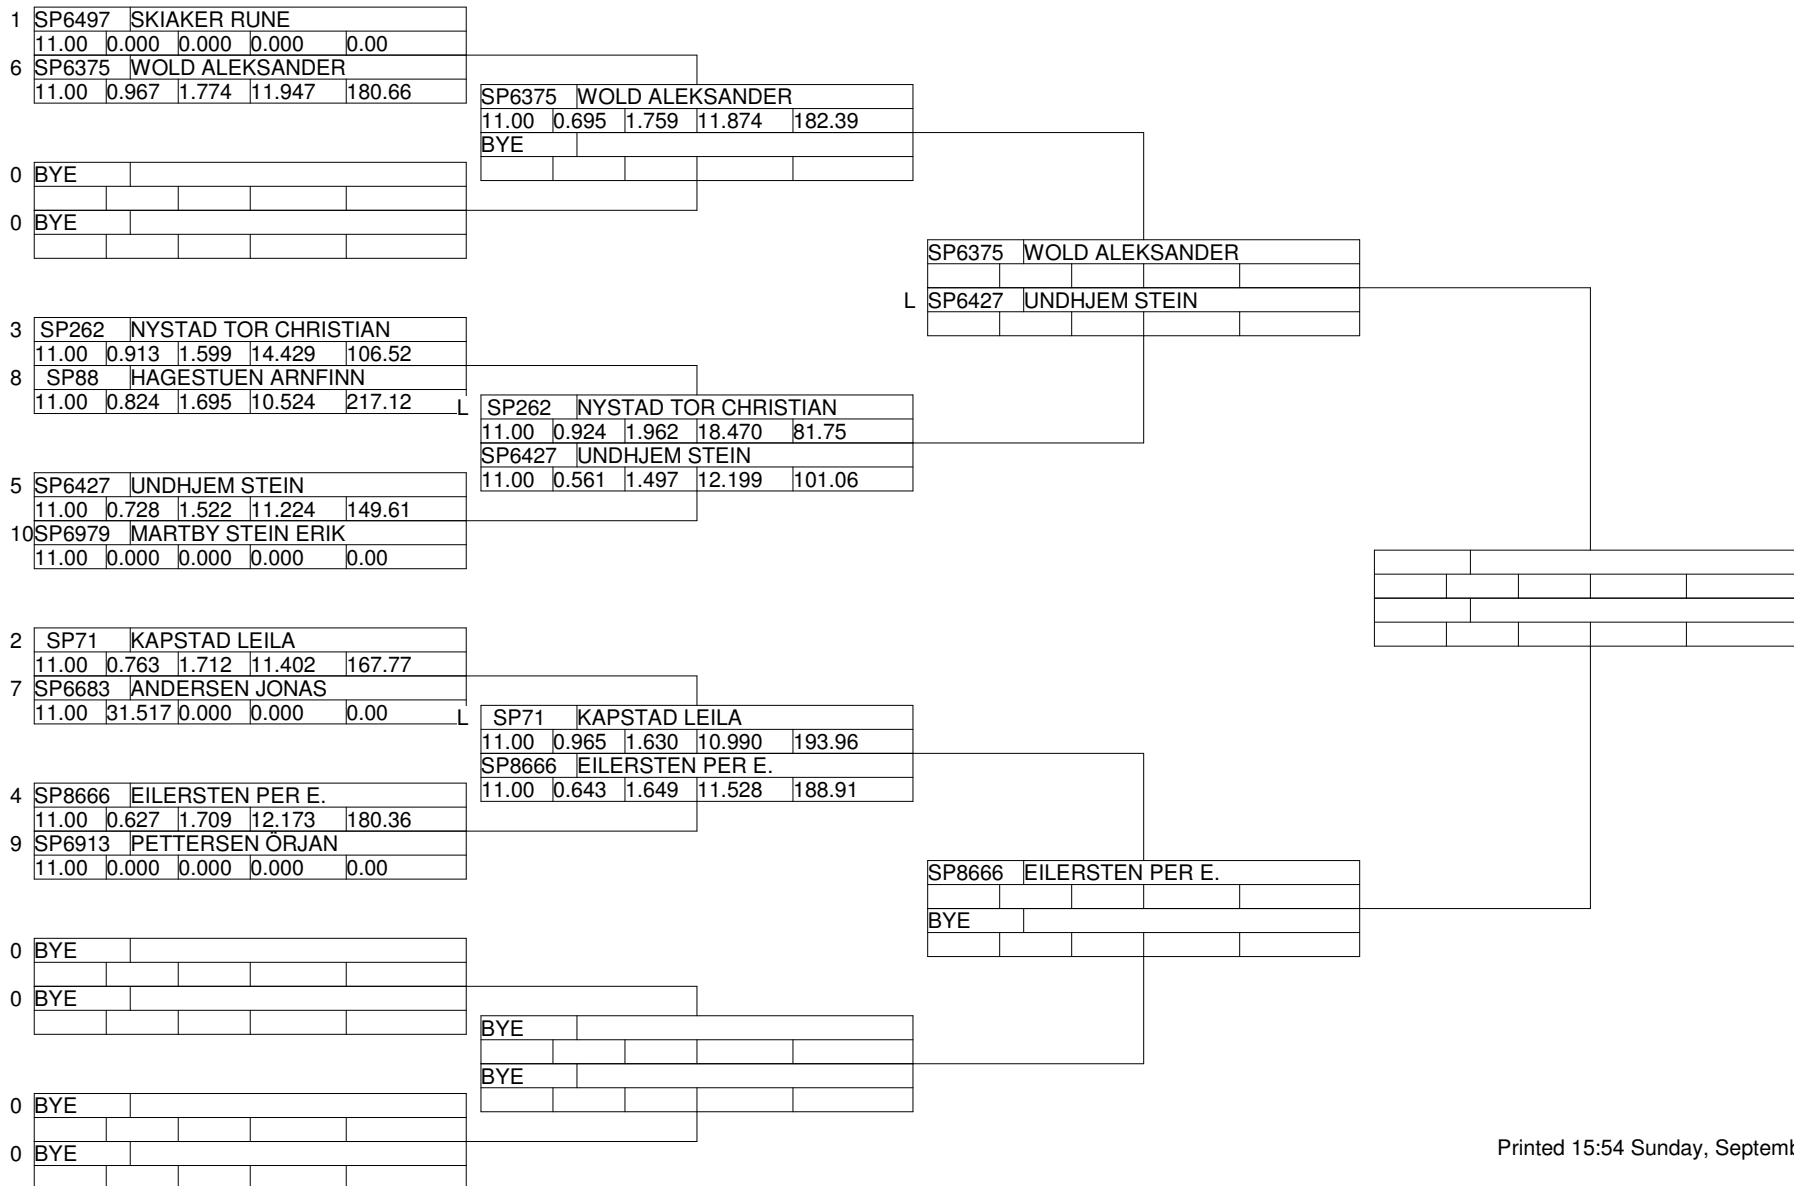 1 SP6497 SKIAKER RUNE
11.00 0.000 0.000 0.000 0.00
6 SP6375 WOLD ALEKSANDER
11.00 0.967 1.774 11.947 180.66
0 BYE
0 BYE
3 SP262 NYSTAD TOR CHRISTIAN
11.00 0.913 1.599 14.429 106.52
8 SP88 HAGESTUEN ARNFINN
11.00 0.824 1.695 10.524 217.12
5 SP6427 UNDHJEM STEIN
11.00 0.728 1.522 11.224 149.61
10 SP6979 MARTBY STEIN ERIK
11.00 0.000 0.000 0.000 0.00
2 SP71 KAPSTAD LEILA
11.00 0.763 1.712 11.402 167.77
7 SP6683 ANDERSEN JONAS
11.00 31.517 0.000 0.000 0.00
4 SP8666 EILERSTEN PER E.
11.00 0.627 1.709 12.173 180.36
9 SP6913 PETTERSEN ÖRJAN
11.00 0.000 0.000 0.000 0.00
0 BYE
0 BYE
0 BYE
0 BYE
SP6375 WOLD ALEKSANDER
11.00 0.695 1.759 11.874 182.39
BYE
L SP262 NYSTAD TOR CHRISTIAN
11.00 0.924 1.962 18.470 81.75
SP6427 UNDHJEM STEIN
11.00 0.561 1.497 12.199 101.06
L SP71 KAPSTAD LEILA
11.00 0.965 1.630 10.990 193.96
SP8666 EILERSTEN PER E.
11.00 0.643 1.649 11.528 188.91
BYE
BYE
SP6375 WOLD ALEKSANDER
L SP6427 UNDHJEM STEIN
SP8666 EILERSTEN PER E.
BYE
Printed 15:54 Sunday, Septemb